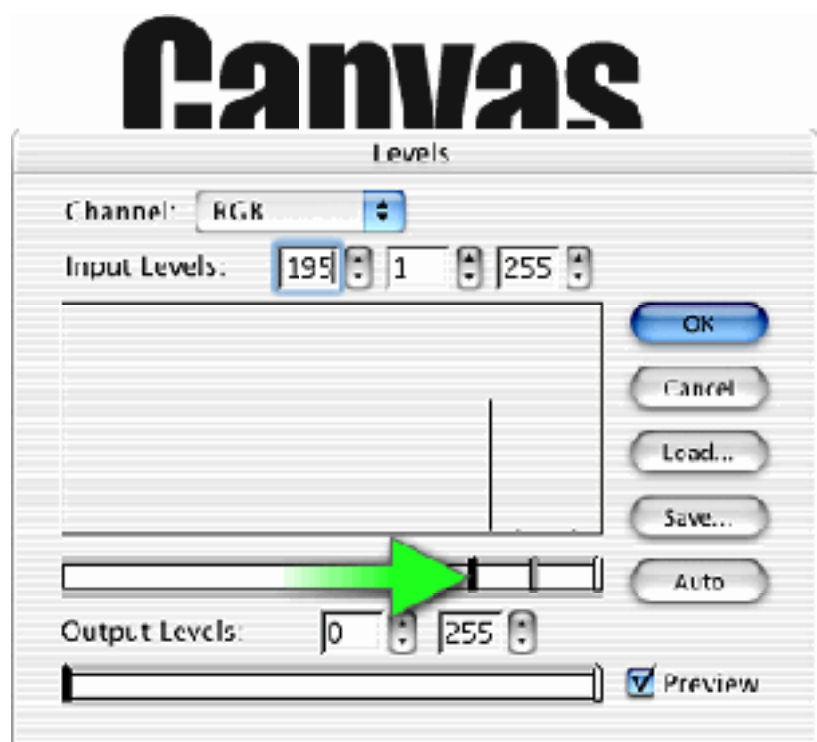 Canvas
Levels
Channel: RGB
Input Levels: 195 1 255
OK
Cancel
Load...
Save...
Auto
Output Levels: 0 255
Preview